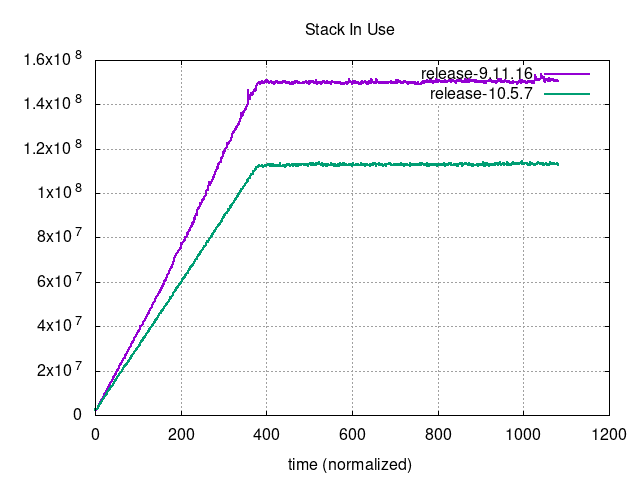 Stack In Use
1.6x10^8
1.4x10^8
1.2x10^8
1x10^8
8x10^7
6x10^7
4x10^7
2x10^7
0
release-9.11.16
release-10.5.7
0 200 400 600 800 1000 1200
time (normalized)